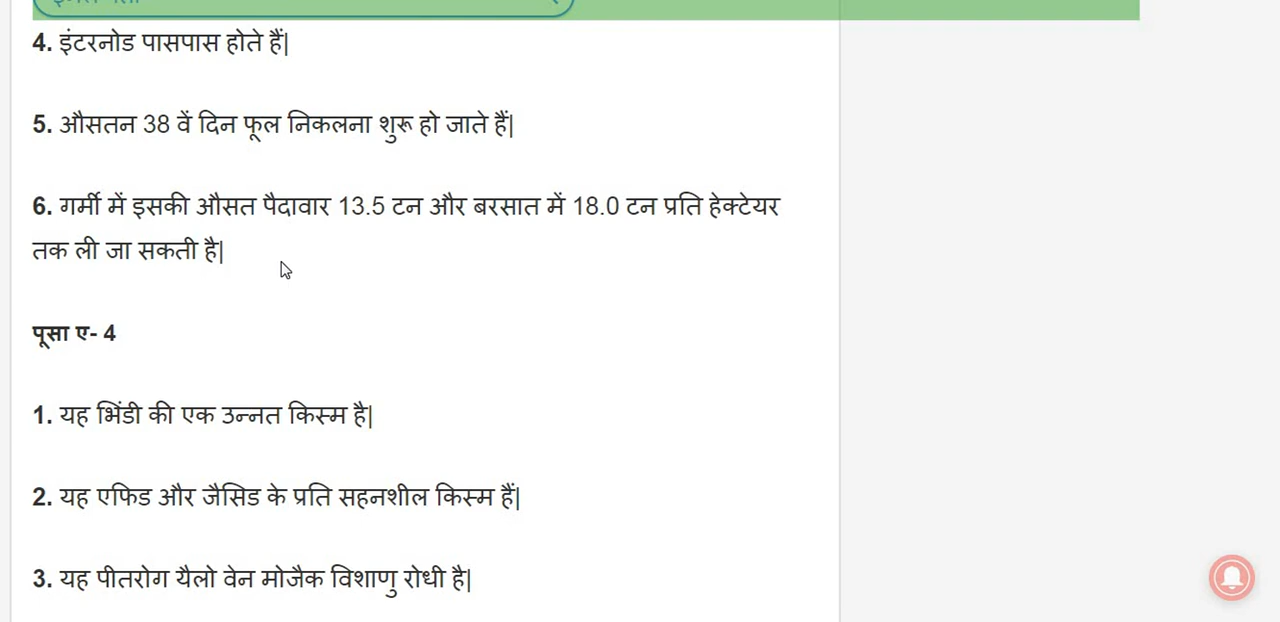 4. इंटरनोड पासपास होते हैं|
5. औसतन 38 वें दिन फूल निकलना शुरू हो जाते हैं|
6. गर्मी में इसकी औसत पैदावार 13.5 टन और बरसात में 18.0 टन प्रति हेक्टेयर
तक ली जा सकती है|
पूसा ए- 4
1. यह भिंडी की एक उन्नत किस्म है|
2. यह एफिड और जैसिड के प्रति सहनशील किस्म हैं|
3. यह पीतरोग यैलो वेन मोजैक विशाणु रोधी है|